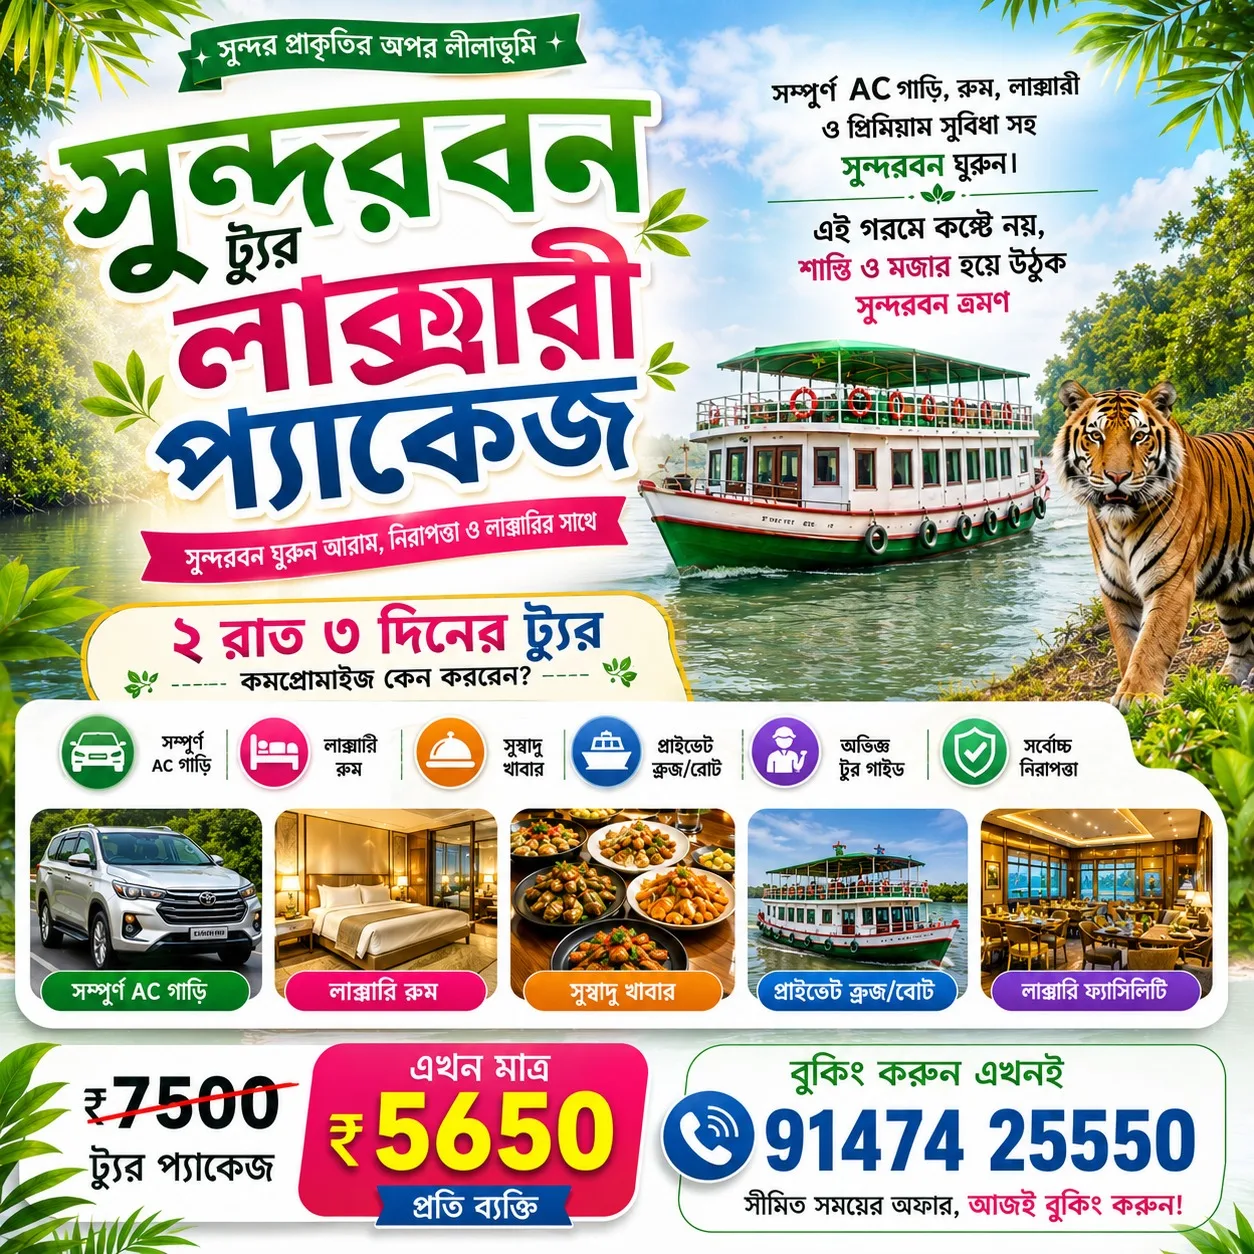 সুন্দর প্রাকৃতির অপর লীলাভুমি
সুন্দরবন
ট্যুর
লাক্সারী
প্যাকেজ
সুন্দরবন ঘুরুন আরাম, নিরাপত্তা ও লাক্সারির সাথে
সম্পুর্ণ AC গাড়ি, রুম, লাক্সারী
ও প্রিমিয়াম সুবিধা সহ
সুন্দরবন ঘুরুন।
এই গরমে কষ্টে নয়,
শান্তি ও মজার হয়ে উঠুক
সুন্দরবন ভ্রমণ
২ রাত ৩ দিনের ট্যুর
কমপ্রোমাইজ কেন কররেন?
সম্পুর্ণ
AC গাড়ি
লাক্সারী
রুম
সুস্বাদু
খাবার
প্রাইভেট
ক্রুজ/বোট
অভিজ্ঞ
টুর গাইড
সর্বোচ্চ
নিরাপত্তা
সম্পুর্ণ AC গাড়ি
লাক্সারি রুম
সুস্বাদু খাবার
প্রাইভেট ক্রুজ/বোট
লাক্সারি ফ্যাসিলিটি
₹7500
ট্যুর প্যাকেজ
এখন মাত্র
₹5650
প্রতি ব্যক্তি
বুকিং করুন এখনই
91474 25550
সীমিত সময়ের অফার, আজই বুকিং করুন!